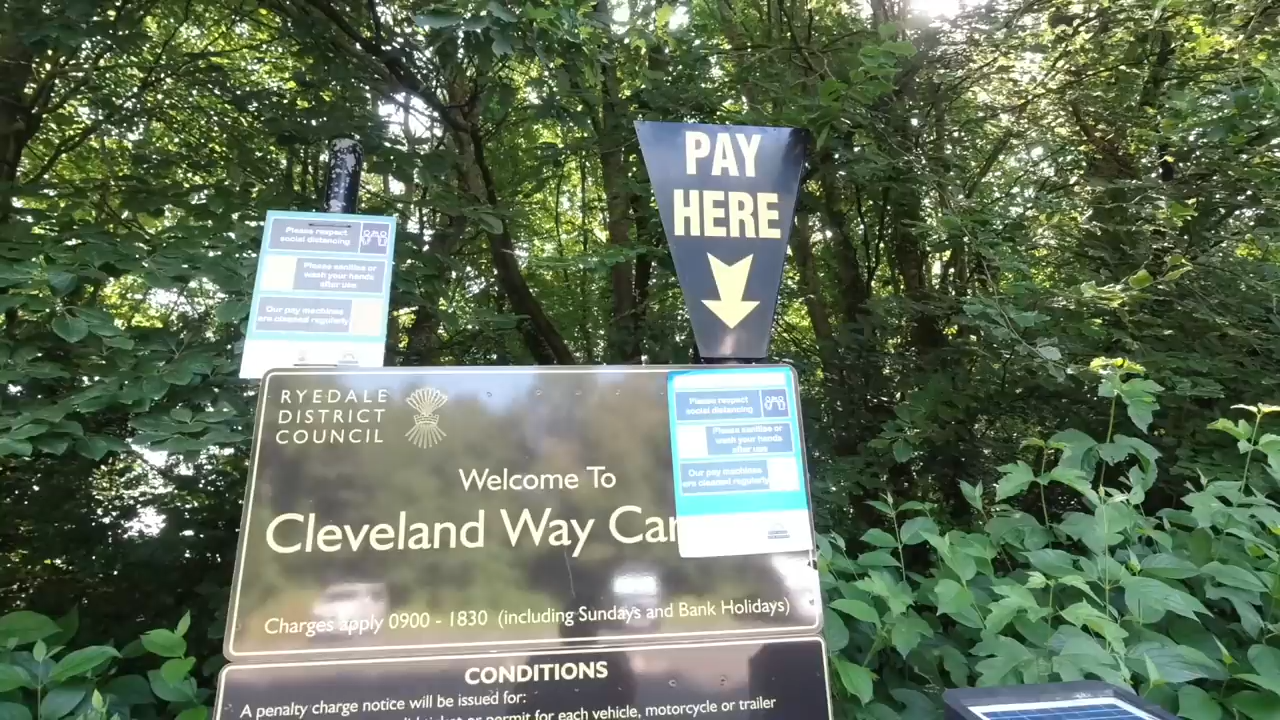 PAY
HERE
Please respect
social distancing
Please sanitise or
wash your hands
after use
Our pay machines
are cleaned regularly
RYEDALE
DISTRICT
COUNCIL
Welcome To
Cleveland Way Car
Charges apply 0900 - 1830 (including Sundays and Bank Holidays)
Please respect
social distancing
Please sanitise or
wash your hands
after use
Our pay machines
are cleaned regularly
CONDITIONS
A penalty charge notice will be issued for:
ticket or permit for each vehicle, motorcycle or trailer